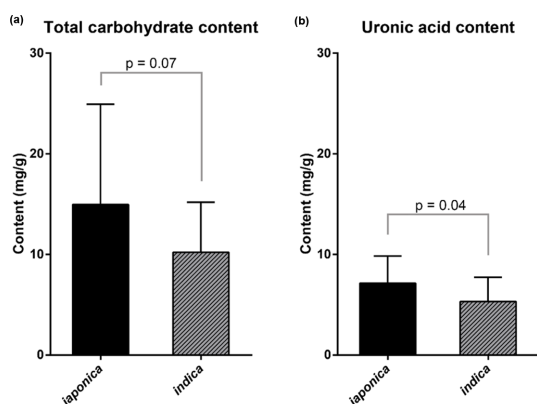 (a)
Total carbohydrate content
30
20
10
0
Content (mg/g)
p = 0.07
japonica
indica
(b)
Uronic acid content
30
20
10
0
Content (mg/g)
p = 0.04
japonica
indica